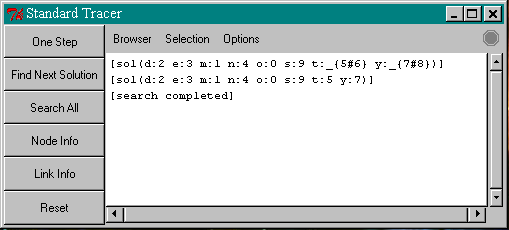 Standard Tracer
One Step
Find Next Solution
Search All
Node Info
Link Info
Reset
Browser Selection Options
[sol(d:2 e:3 m:1 n:4 o:0 s:9 t:_{5#6} y:_{7#8})]
[sol(d:2 e:3 m:1 n:4 o:0 s:9 t:5 y:7)]
[search completed]